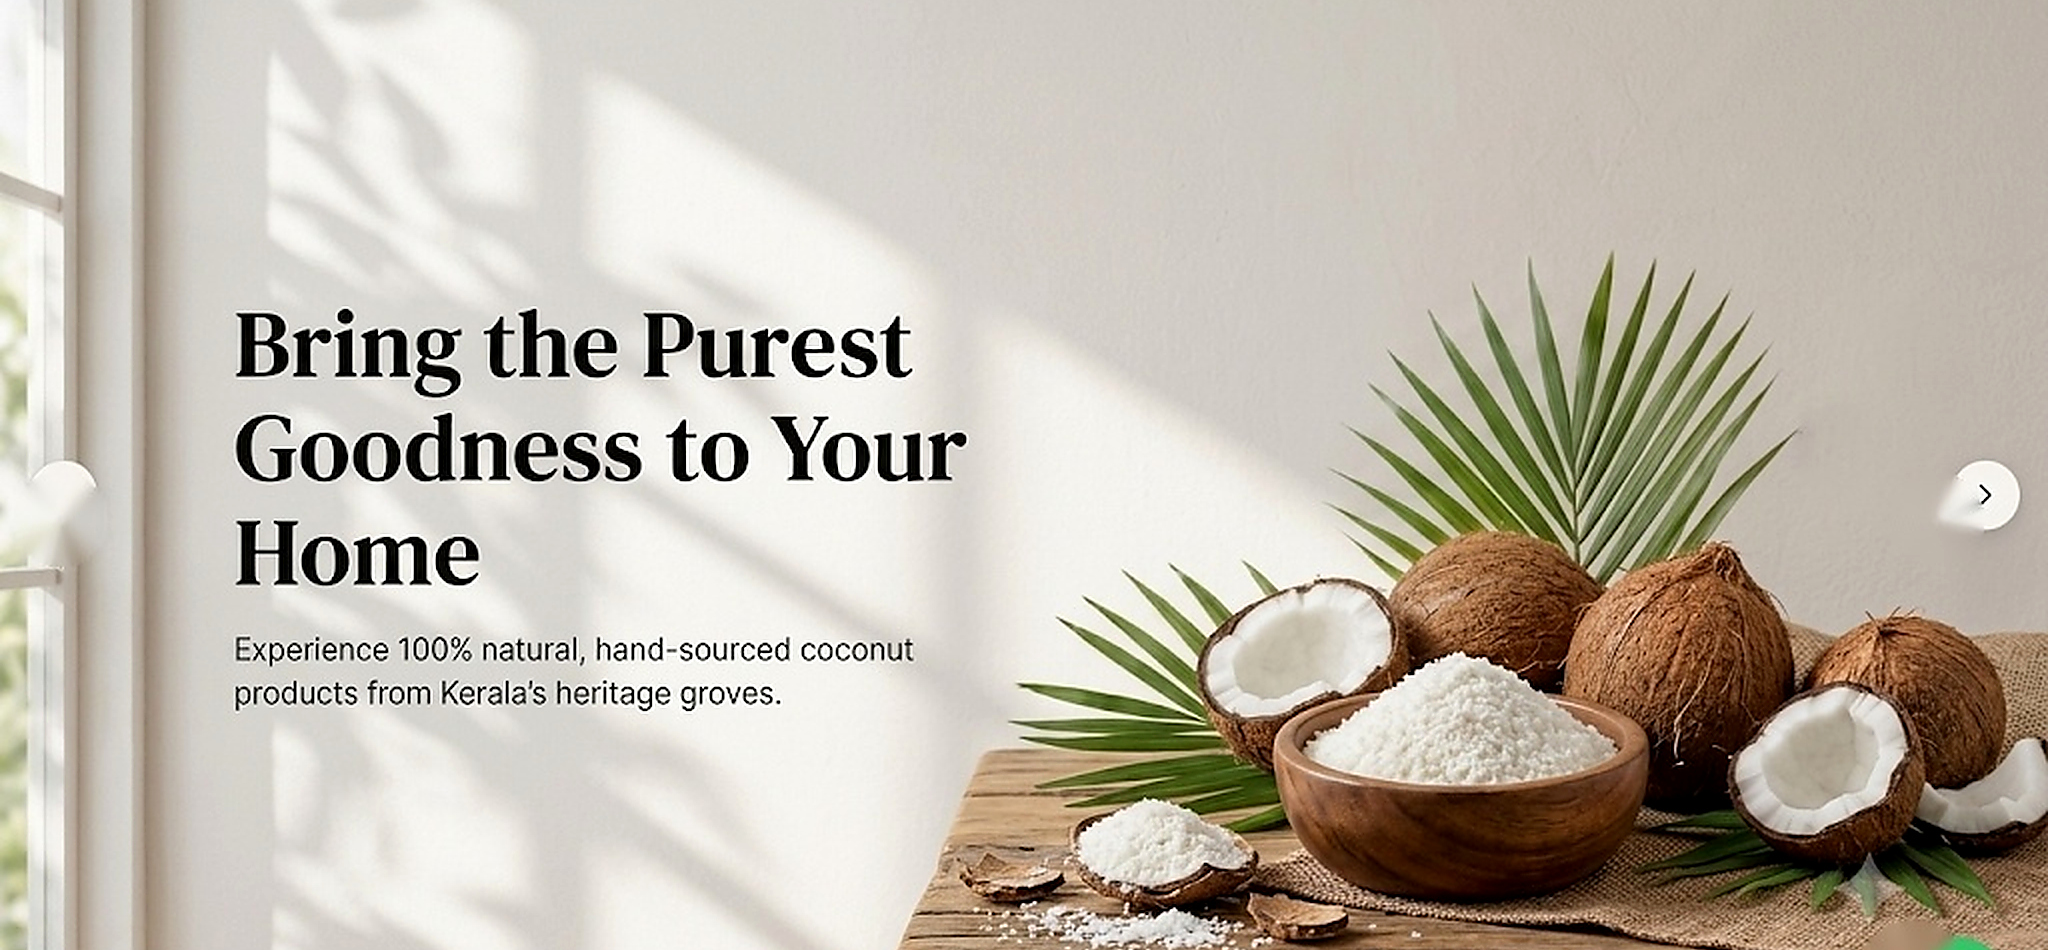 Bring the Purest
Goodness to Your
Home
Experience 100% natural, hand-sourced coconut
products from Kerala's heritage groves.